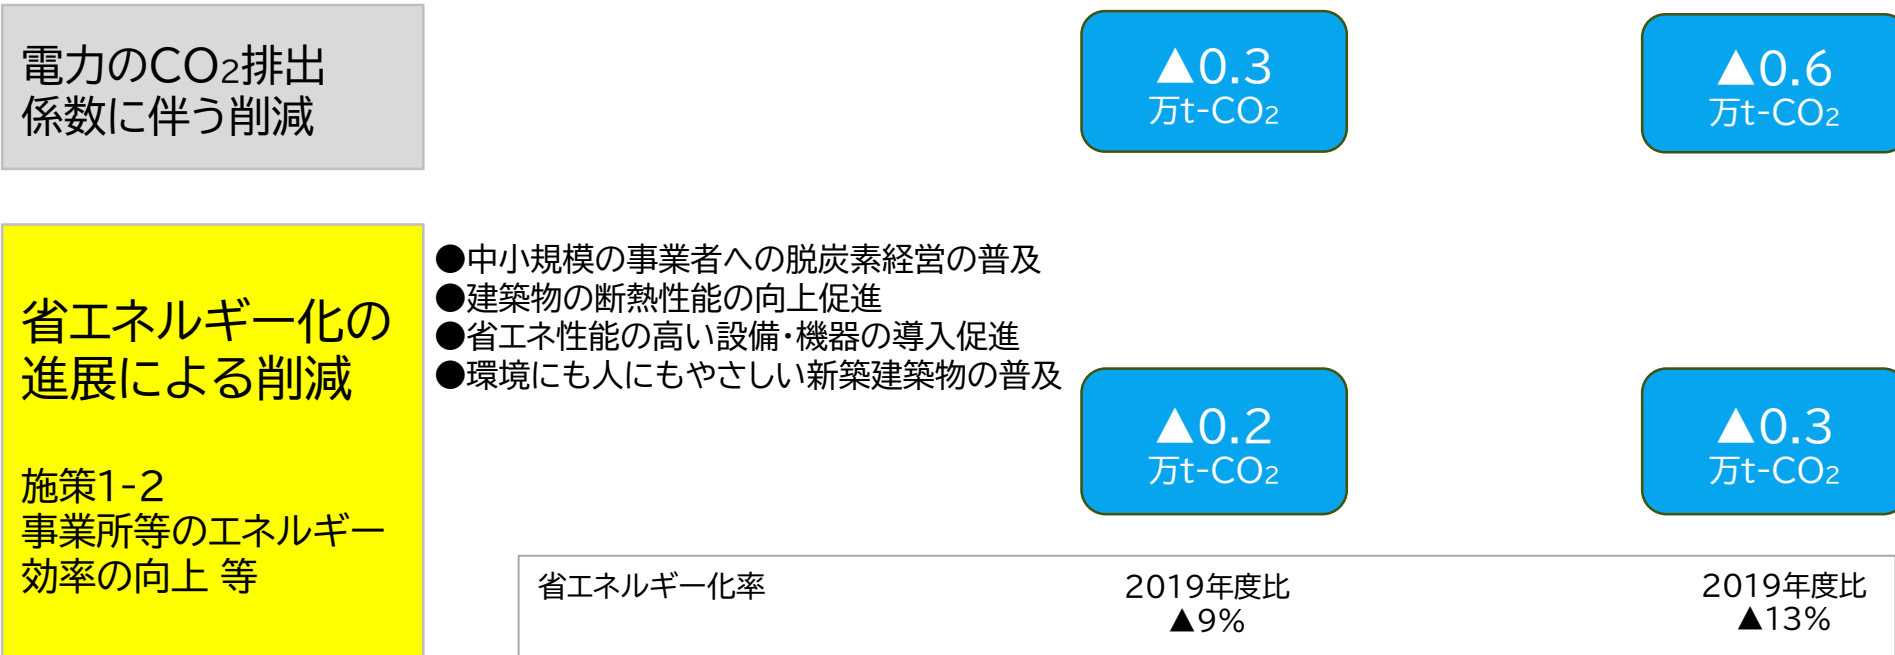 電力のCO2排出
係数に伴う削減
▲0.3
万t-CO2
▲0.6
万t-CO2
省エネルギー化の
進展による削減
施策1-2
事業所等のエネルギー
効率の向上 等
●中小規模の事業者への脱炭素経営の普及
●建築物の断熱性能の向上促進
●省エネ性能の高い設備・機器の導入促進
●環境にも人にもやさしい新築建築物の普及
▲0.2
万t-CO2
▲0.3
万t-CO2
省エネルギー化率
2019年度比
▲9%
2019年度比
▲13%